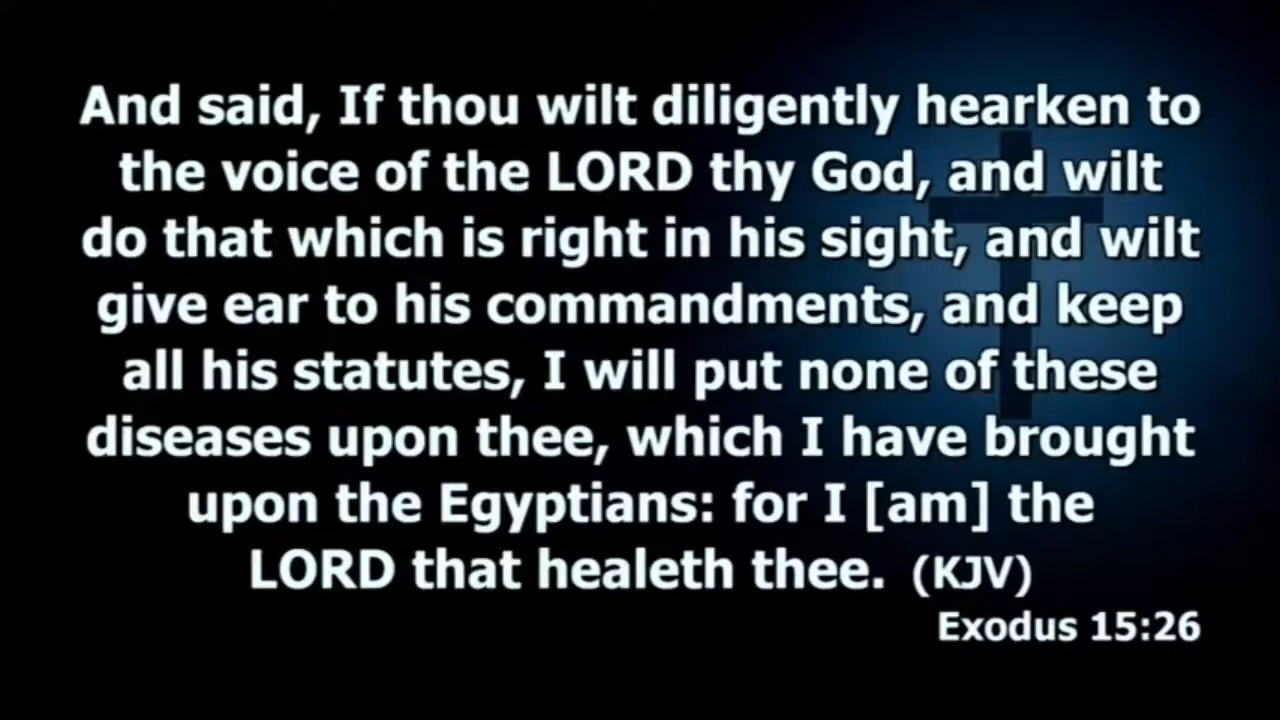 And said, If thou wilt diligently hearken to
the voice of the LORD thy God, and wilt
do that which is right in his sight, and wilt
give ear to his commandments, and keep
all his statutes, I will put none of these
diseases upon thee, which I have brought
upon the Egyptians: for I [am] the
LORD that healeth thee. (KJV)
Exodus 15:26